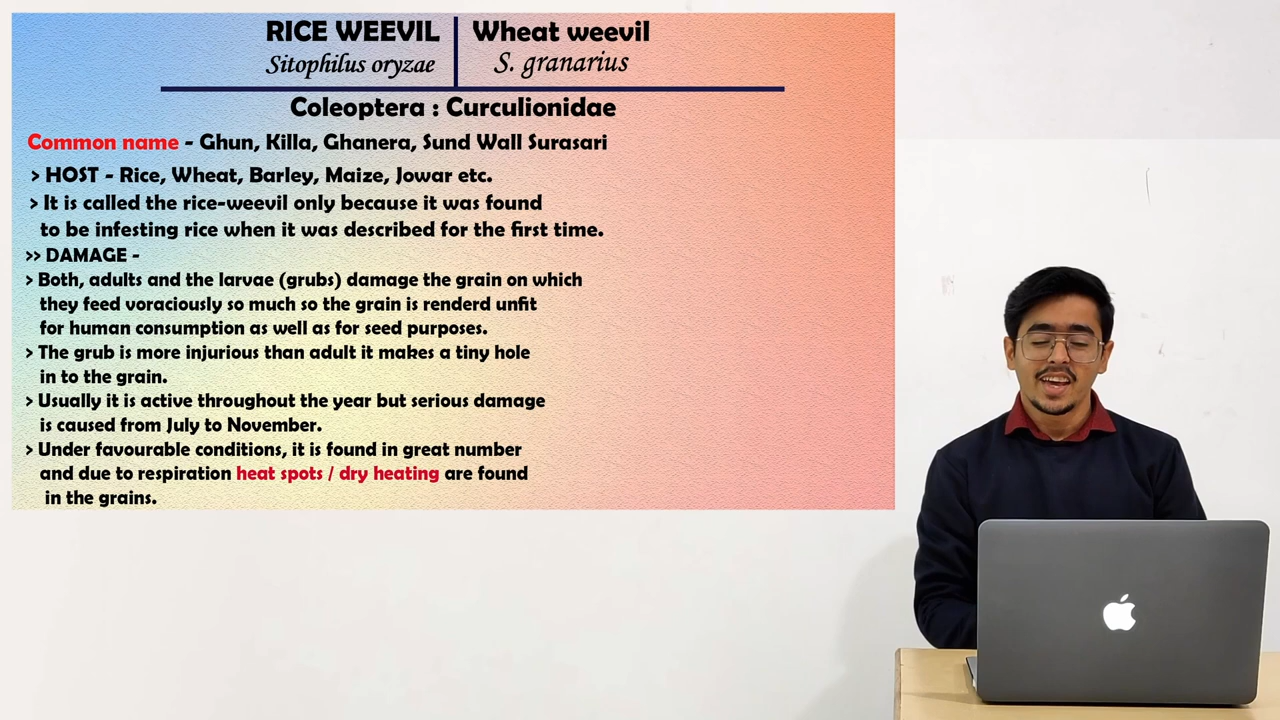 RICE WEEVIL
Sitophilus oryzae
Wheat weevil
S. granarius
Coleoptera : Curculionidae
Common name - Ghun, Killa, Ghanera, Sund Wall Surasari
> HOST - Rice, Wheat, Barley, Maize, Jowar etc.
> It is called the rice-weevil only because it was found
to be infesting rice when it was described for the first time.
>> DAMAGE -
> Both, adults and the larvae (grubs) damage the grain on which
they feed voraciously so much so the grain is renderd unfit
for human consumption as well as for seed purposes.
> The grub is more injurious than adult it makes a tiny hole
in to the grain.
> Usually it is active throughout the year but serious damage
is caused from July to November.
> Under favourable conditions, it is found in great number
and due to respiration heat spots / dry heating are found
in the grains.